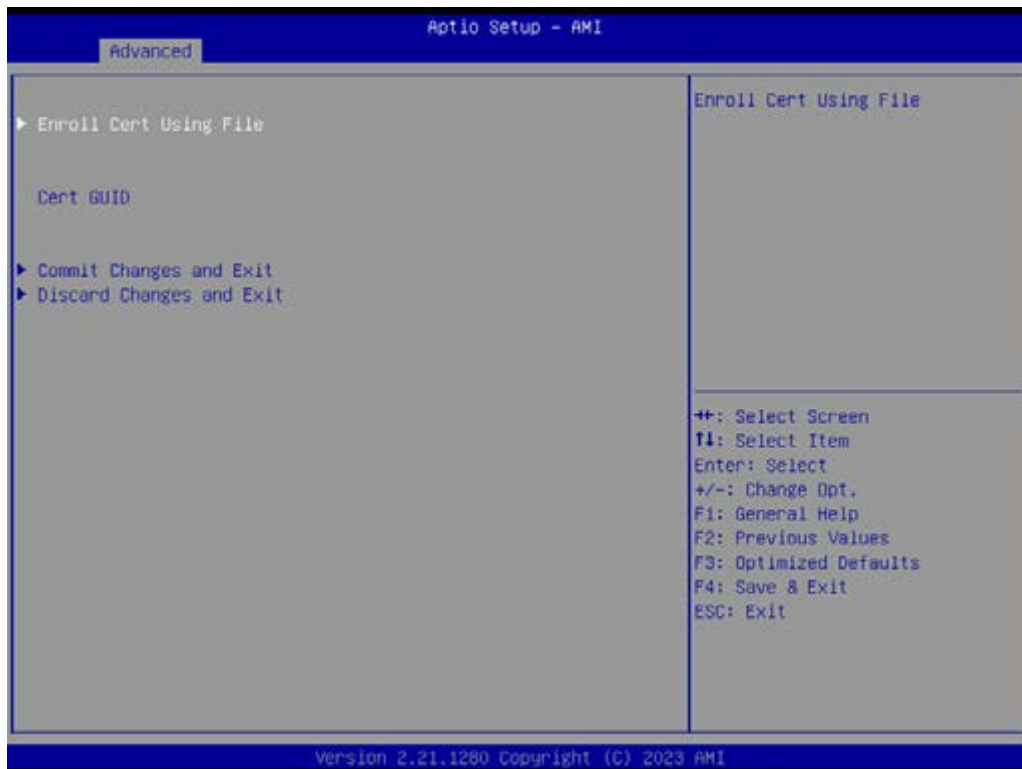 Aptio Setup - AMI
Advanced
Enroll Cert Using File
Cert GUID
Commit Changes and Exit
Discard Changes and Exit
Enroll Cert Using File
→←: Select Screen
↑↓: Select Item
Enter: Select
+/-: Change Opt.
F1: General Help
F2: Previous Values
F3: Optimized Defaults
F4: Save & Exit
ESC: Exit
Version 2.21.1280 Copyright (C) 2023 AMI